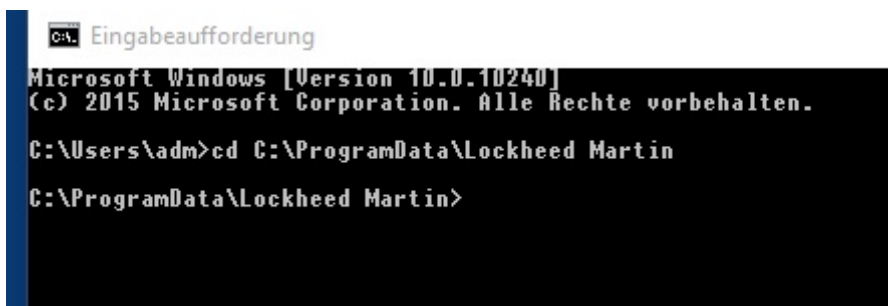 Eingabeaufforderung
Microsoft Windows [Version 10.0.10240]
(c) 2015 Microsoft Corporation. Alle Rechte vorbehalten.
C:\Users\adm>cd C:\ProgramData\Lockheed Martin
C:\ProgramData\Lockheed Martin>